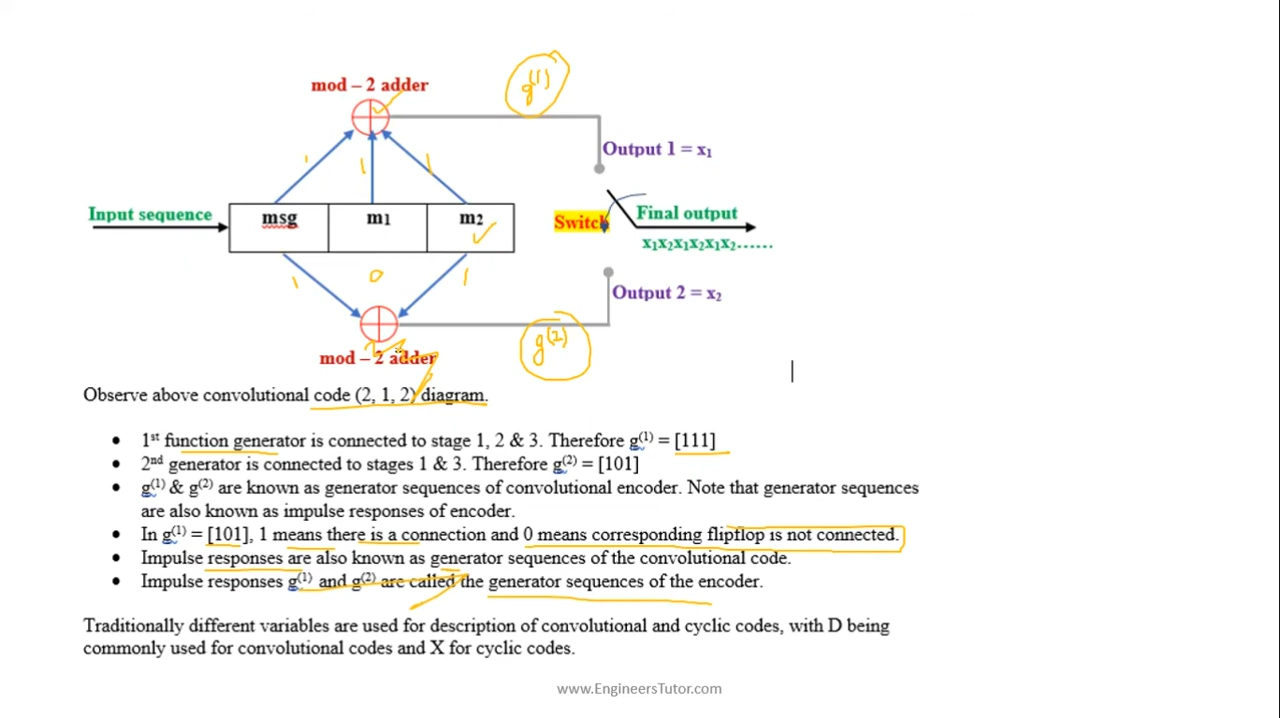 g(1)
mod – 2 adder
Output 1 = x₁
1 1 1
Input sequence
msg m1 m2
Switch
Final output
x₁x₂x₁x₂x₁x₂......
1 0 1
Output 2 = x₂
g(2)
mod – 2 adder
Observe above convolutional code (2, 1, 2) diagram.
• 1ˢᵗ function generator is connected to stage 1, 2 & 3. Therefore g⁽¹⁾ = [111]
• 2ⁿᵈ generator is connected to stages 1 & 3. Therefore g⁽²⁾ = [101]
• g⁽¹⁾ & g⁽²⁾ are known as generator sequences of convolutional encoder. Note that generator sequences
are also known as impulse responses of encoder.
• In g⁽¹⁾ = [101], 1 means there is a connection and 0 means corresponding flipflop is not connected.
• Impulse responses are also known as generator sequences of the convolutional code.
• Impulse responses g⁽¹⁾ and g⁽²⁾ are called the generator sequences of the encoder.
Traditionally different variables are used for description of convolutional and cyclic codes, with D being
commonly used for convolutional codes and X for cyclic codes.
www.EngineersTutor.com